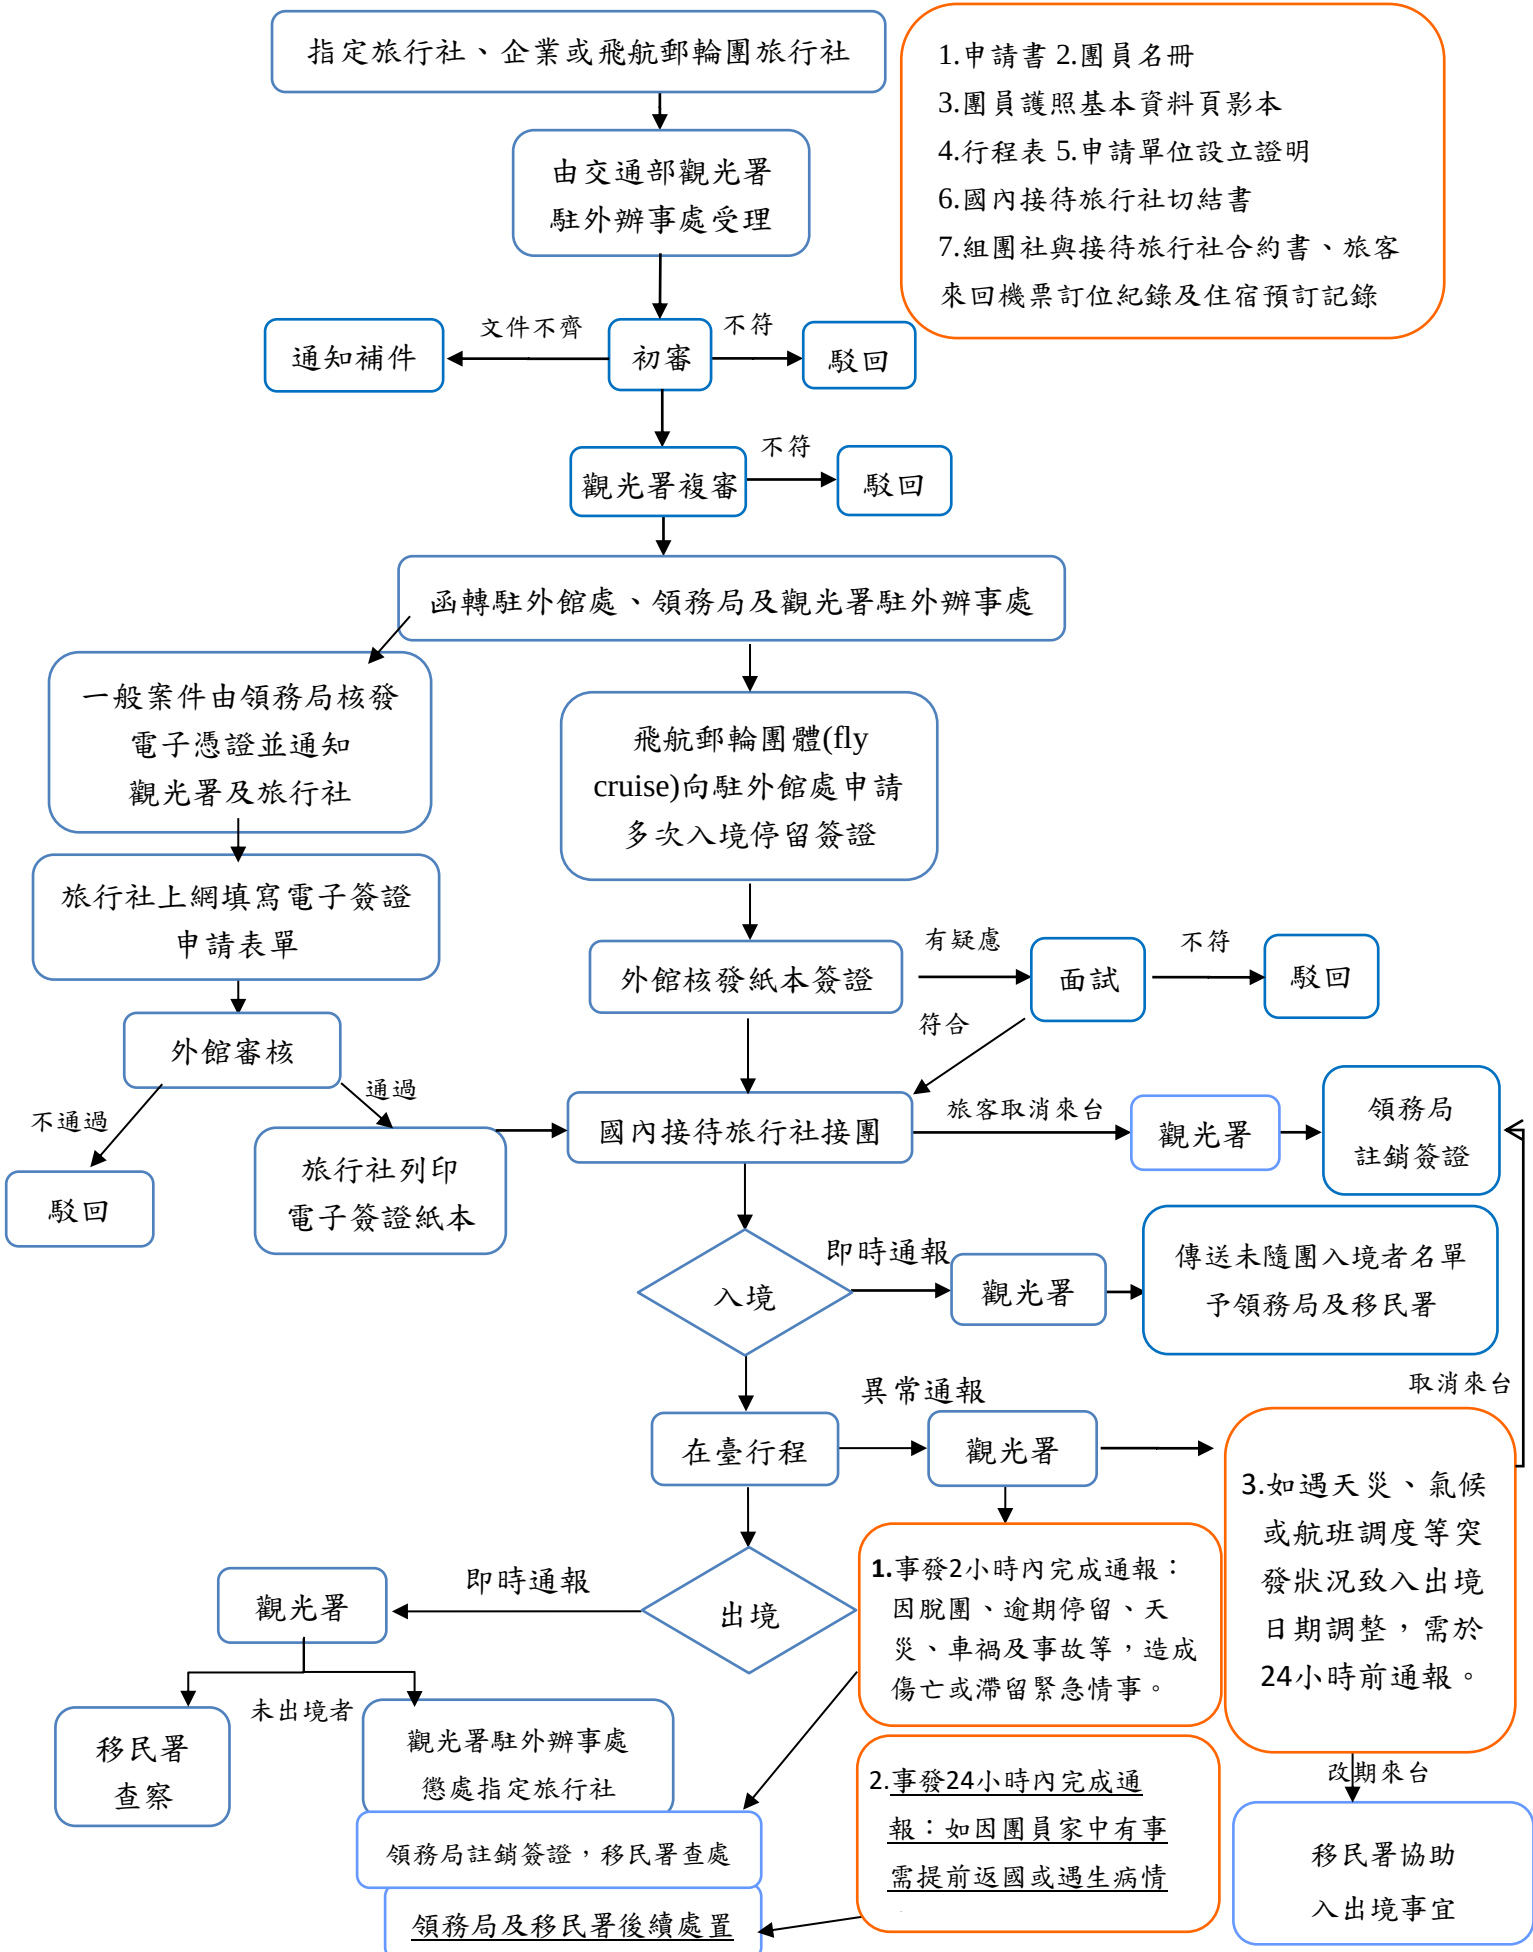 指定旅行社、企業或飛航郵輪團旅行社
1.申請書 2.團員名冊
3.團員護照基本資料頁影本
4.行程表 5.申請單位設立證明
6.國內接待旅行社切結書
7.組團社與接待旅行社合約書、旅客
來回機票訂位紀錄及住宿預訂記錄
由交通部觀光署
駐外辦事處受理
文件不齊
不符
通知補件
初審
駁回
不符
觀光署複審
駁回
函轉駐外館處、領務局及觀光署駐外辦事處
一般案件由領務局核發
電子憑證並通知
觀光署及旅行社
飛航郵輪團體(fly
cruise)向駐外館處申請
多次入境停留簽證
旅行社上網填寫電子簽證
申請表單
外館核發紙本簽證
有疑慮
面試
不符
駁回
符合
外館審核
不通過
通過
駁回
旅行社列印
電子簽證紙本
國內接待旅行社接團
旅客取消來台
觀光署
領務局
註銷簽證
入境
即時通報
觀光署
傳送未隨團入境者名單
予領務局及移民署
取消來台
在臺行程
異常通報
觀光署
3.如遇天災、氣候
或航班調度等突
發狀況致入出境
日期調整，需於
24小時前通報。
出境
即時通報
觀光署
1.事發2小時內完成通報：
因脫團、逾期停留、天
災、車禍及事故等，造成
傷亡或滯留緊急情事。
未出境者
移民署
查察
觀光署駐外辦事處
懲處指定旅行社
改期來台
2.事發24小時內完成通
報：如因團員家中有事
需提前返國或遇生病情
領務局註銷簽證，移民署查處
領務局及移民署後續處置
移民署協助
入出境事宜